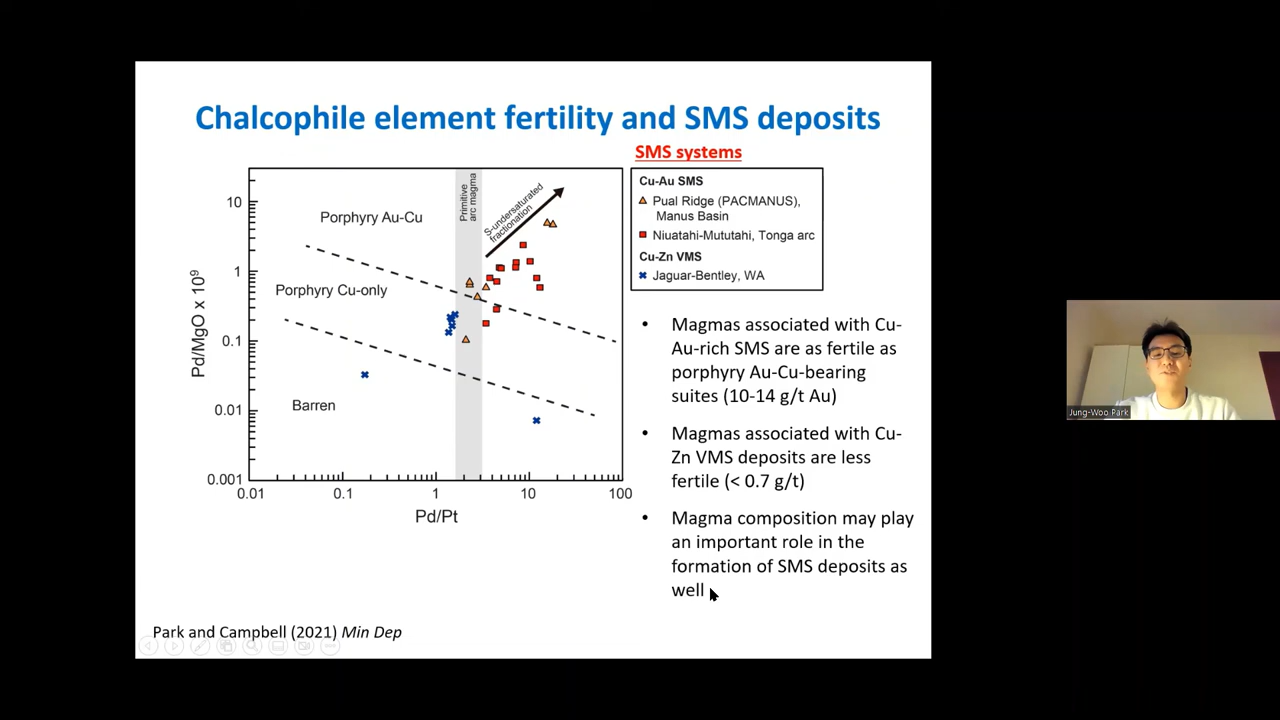 Chalcophile element fertility and SMS deposits
SMS systems
Cu-Au SMS
Pual Ridge (PACMANUS),
Manus Basin
Niuatahi-Mututahi, Tonga arc
Cu-Zn VMS
Jaguar-Bentley, WA
Porphyry Au-Cu
Primitive
arc magma
S-undersaturated
fractionation
Porphyry Cu-only
Barren
Pd/MgO x 10⁹
10
1
0.1
0.01
0.001
0.01
0.1
1
10
100
Pd/Pt
• Magmas associated with Cu-
Au-rich SMS are as fertile as
porphyry Au-Cu-bearing
suites (10-14 g/t Au)
• Magmas associated with Cu-
Zn VMS deposits are less
fertile (< 0.7 g/t)
• Magma composition may play
an important role in the
formation of SMS deposits as
well
Park and Campbell (2021) Min Dep
Jung-Woo Park